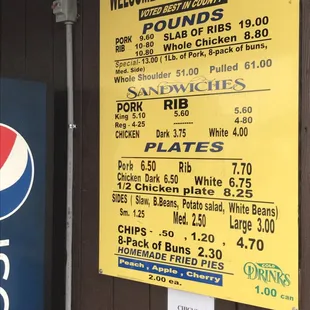 WELCOME
VOTED BEST IN COUNTY
POUNDS
PORK 9.60 SLAB OF RIBS 19.00
RIB 10-80 Whole Chicken 8.80
10-80
Special-13.00 (1Lb. of Pork, 8-pack of buns,
Med. Side)
Whole Shoulder 51.00 Pulled 61.00
SANDWICHES
PORK RIB
King 5.10 5.60 5.60
Reg - 4-25 4-80
CHICKEN Dark 3.75 White 4.00
PLATES
Pork 6.50 Rib 7.70
Chicken Dark 6.50 White 6.75
1/2 Chicken plate 8.25
SIDES ( Slaw, B.Beans, Potato salad, White Beans)
Sm. 1.25 Med. 2.50 Large 3.00
CHIPS - .50 , 1.20 , 4.70
8-Pack of Buns 2.30
HOMEMADE FRIED PIES
Peach , Apple , Cherry
2.00 ea.
DRINKS
1.00 can